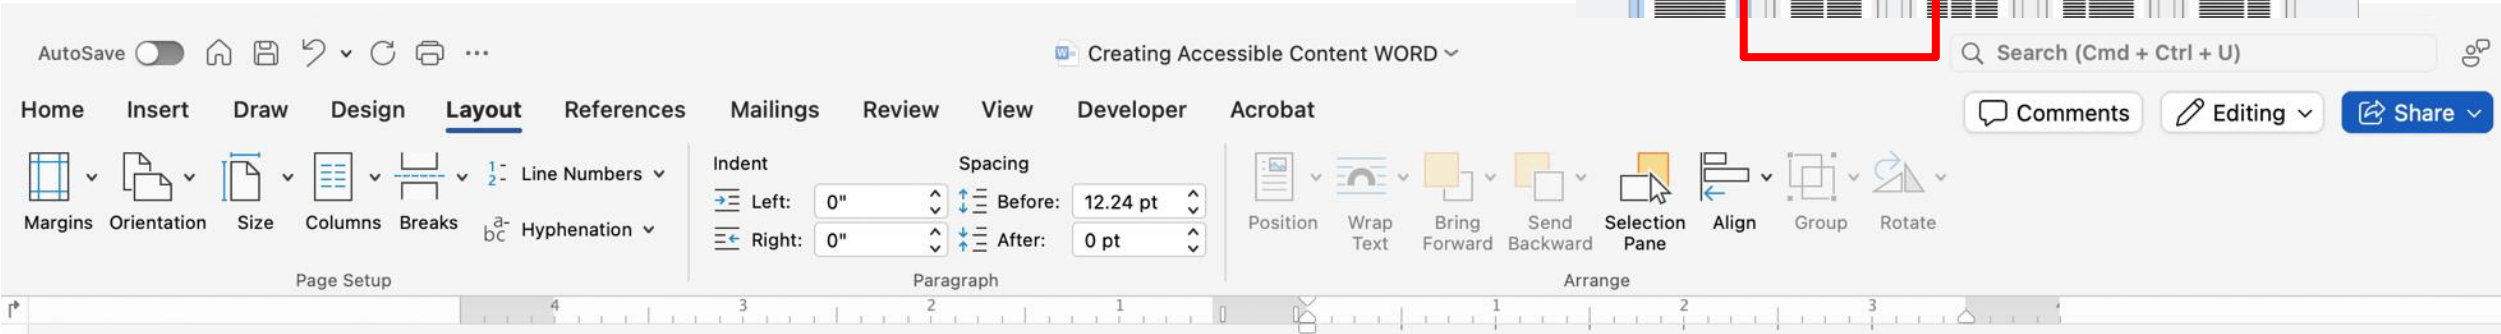 AutoSave
Creating Accessible Content WORD
Search (Cmd + Ctrl + U)
Home Insert Draw Design Layout References Mailings Review View Developer Acrobat
Comments Editing Share
Margins Orientation Size Columns Breaks
1 2 Line Numbers
a- bc Hyphenation
Page Setup
Indent
Left: 0"
Right: 0"
Spacing
Before: 12.24 pt
After: 0 pt
Paragraph
Position
Wrap Text
Bring Forward
Send Backward
Selection Pane
Align
Group
Rotate
Arrange
4 3 2 1 1 2 3